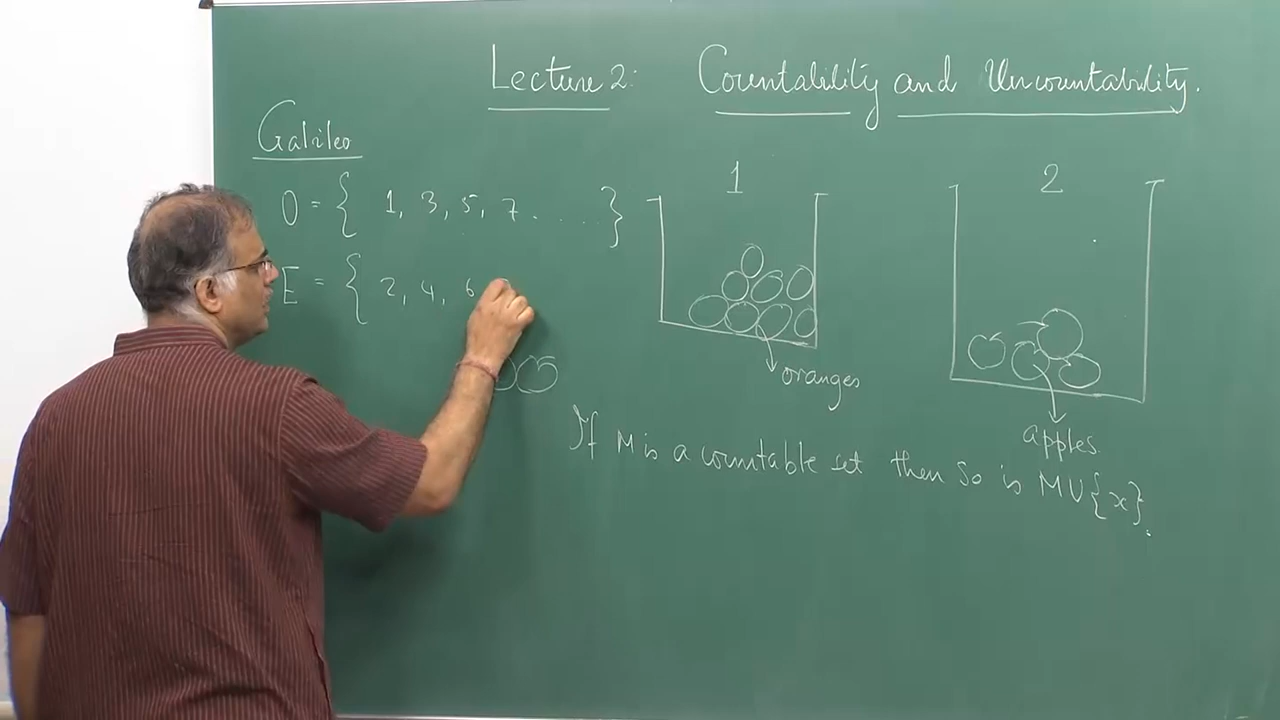 Lecture 2: Countability and Uncountability.
Galileo
O = { 1, 3, 5, 7 . . . . . }
E = { 2, 4, 6
1
2
oranges
apples.
If M is a countable set then so is M U {x}.